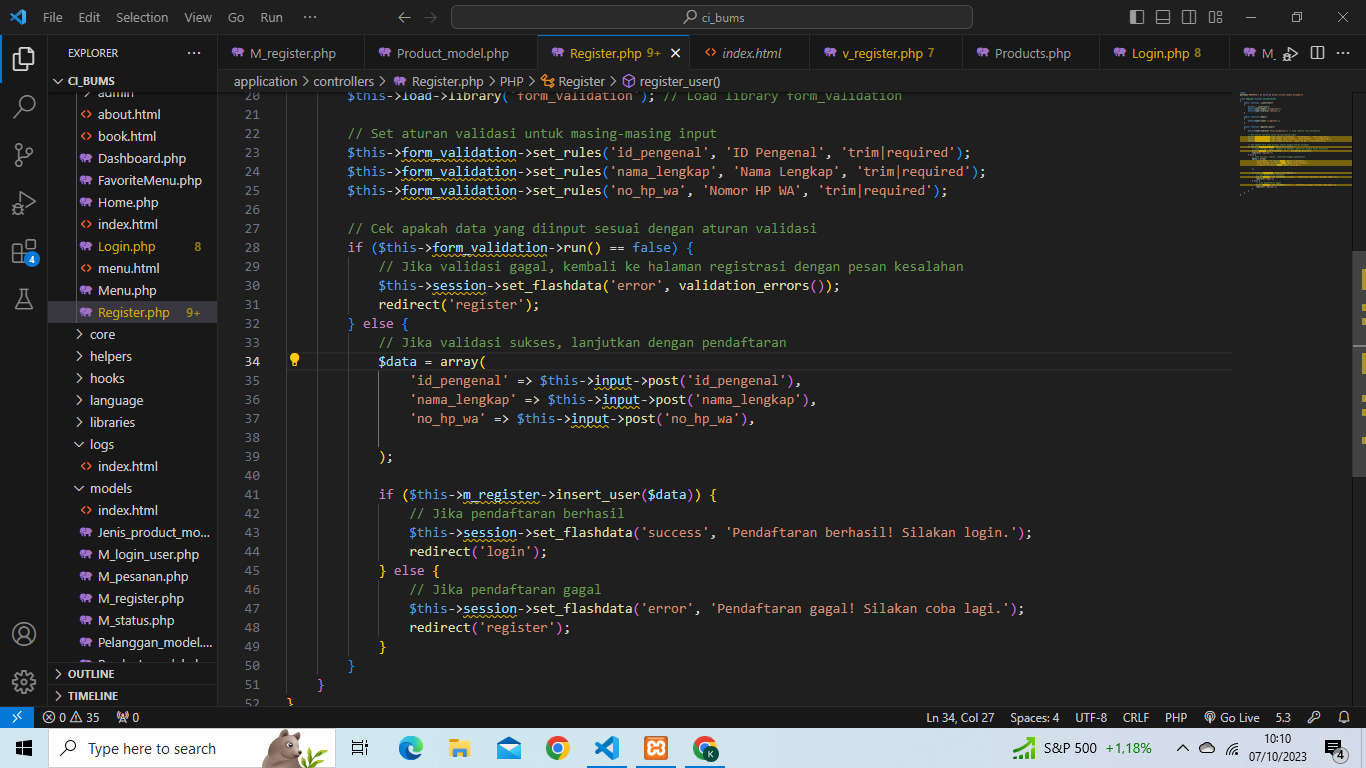 File Edit Selection View Go Run ··· ci_bums
EXPLORER ···
M_register.php Product_model.php Register.php 9+ index.html v_register.php 7 Products.php Login.php 8 M_
CI_BUMS
application > controllers > Register.php > PHP > Register > register_user()
admin
about.html
book.html
Dashboard.php
FavoriteMenu.php
Home.php
index.html
Login.php 8
menu.html
Menu.php
Register.php 9+
core
helpers
hooks
language
libraries
logs
index.html
models
index.html
Jenis_product_mo...
M_login_user.php
M_pesanan.php
M_register.php
M_status.php
Pelanggan_model....
OUTLINE
TIMELINE
20 $this->load->library('form_validation'); // Load library form_validation
21
22 // Set aturan validasi untuk masing-masing input
23 $this->form_validation->set_rules('id_pengenal', 'ID Pengenal', 'trim|required');
24 $this->form_validation->set_rules('nama_lengkap', 'Nama Lengkap', 'trim|required');
25 $this->form_validation->set_rules('no_hp_wa', 'Nomor HP WA', 'trim|required');
26
27 // Cek apakah data yang diinput sesuai dengan aturan validasi
28 if ($this->form_validation->run() == false) {
29 // Jika validasi gagal, kembali ke halaman registrasi dengan pesan kesalahan
30 $this->session->set_flashdata('error', validation_errors());
31 redirect('register');
32 } else {
33 // Jika validasi sukses, lanjutkan dengan pendaftaran
34 $data = array(
35 'id_pengenal' => $this->input->post('id_pengenal'),
36 'nama_lengkap' => $this->input->post('nama_lengkap'),
37 'no_hp_wa' => $this->input->post('no_hp_wa'),
38
39 );
40
41 if ($this->m_register->insert_user($data)) {
42 // Jika pendaftaran berhasil
43 $this->session->set_flashdata('success', 'Pendaftaran berhasil! Silakan login.');
44 redirect('login');
45 } else {
46 // Jika pendaftaran gagal
47 $this->session->set_flashdata('error', 'Pendaftaran gagal! Silakan coba lagi.');
48 redirect('register');
49 }
50 }
51 }
52 }
4
0 35 0 Ln 34, Col 27 Spaces: 4 UTF-8 CRLF PHP Go Live 5.3
Type here to search S&P 500 +1,18% 10:10
07/10/2023 4